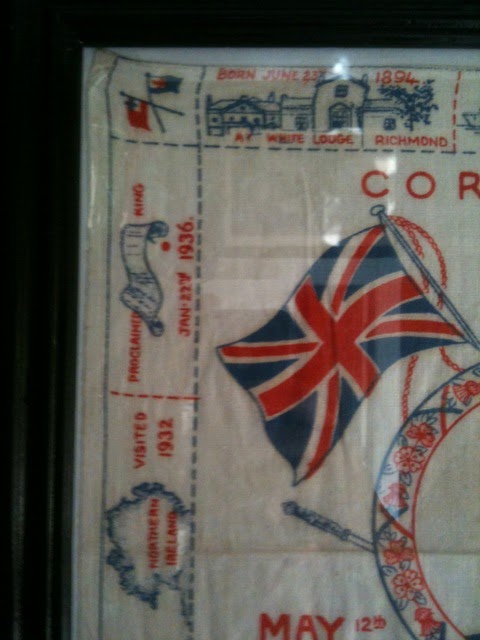 BORN JUNE 23RD 1894
AT WHITE LODGE RICHMOND
COR
PROCLAIMED KING
JAN·22ND 1936.
VISITED
1932
NORTHERN
IRELAND
MAY 12th